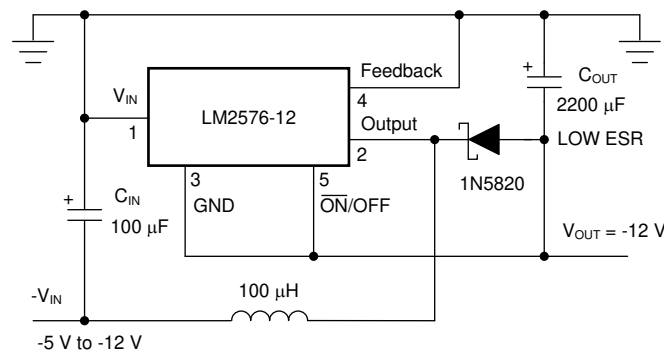 Feedback
4
V_IN
1
LM2576-12
Output
2
+
C_OUT
2200 μF
LOW ESR
1N5820
+
C_IN
100 μF
3
GND
5
O̅N̅/OFF
V_OUT = -12 V
100 μH
-V_IN
-5 V to -12 V